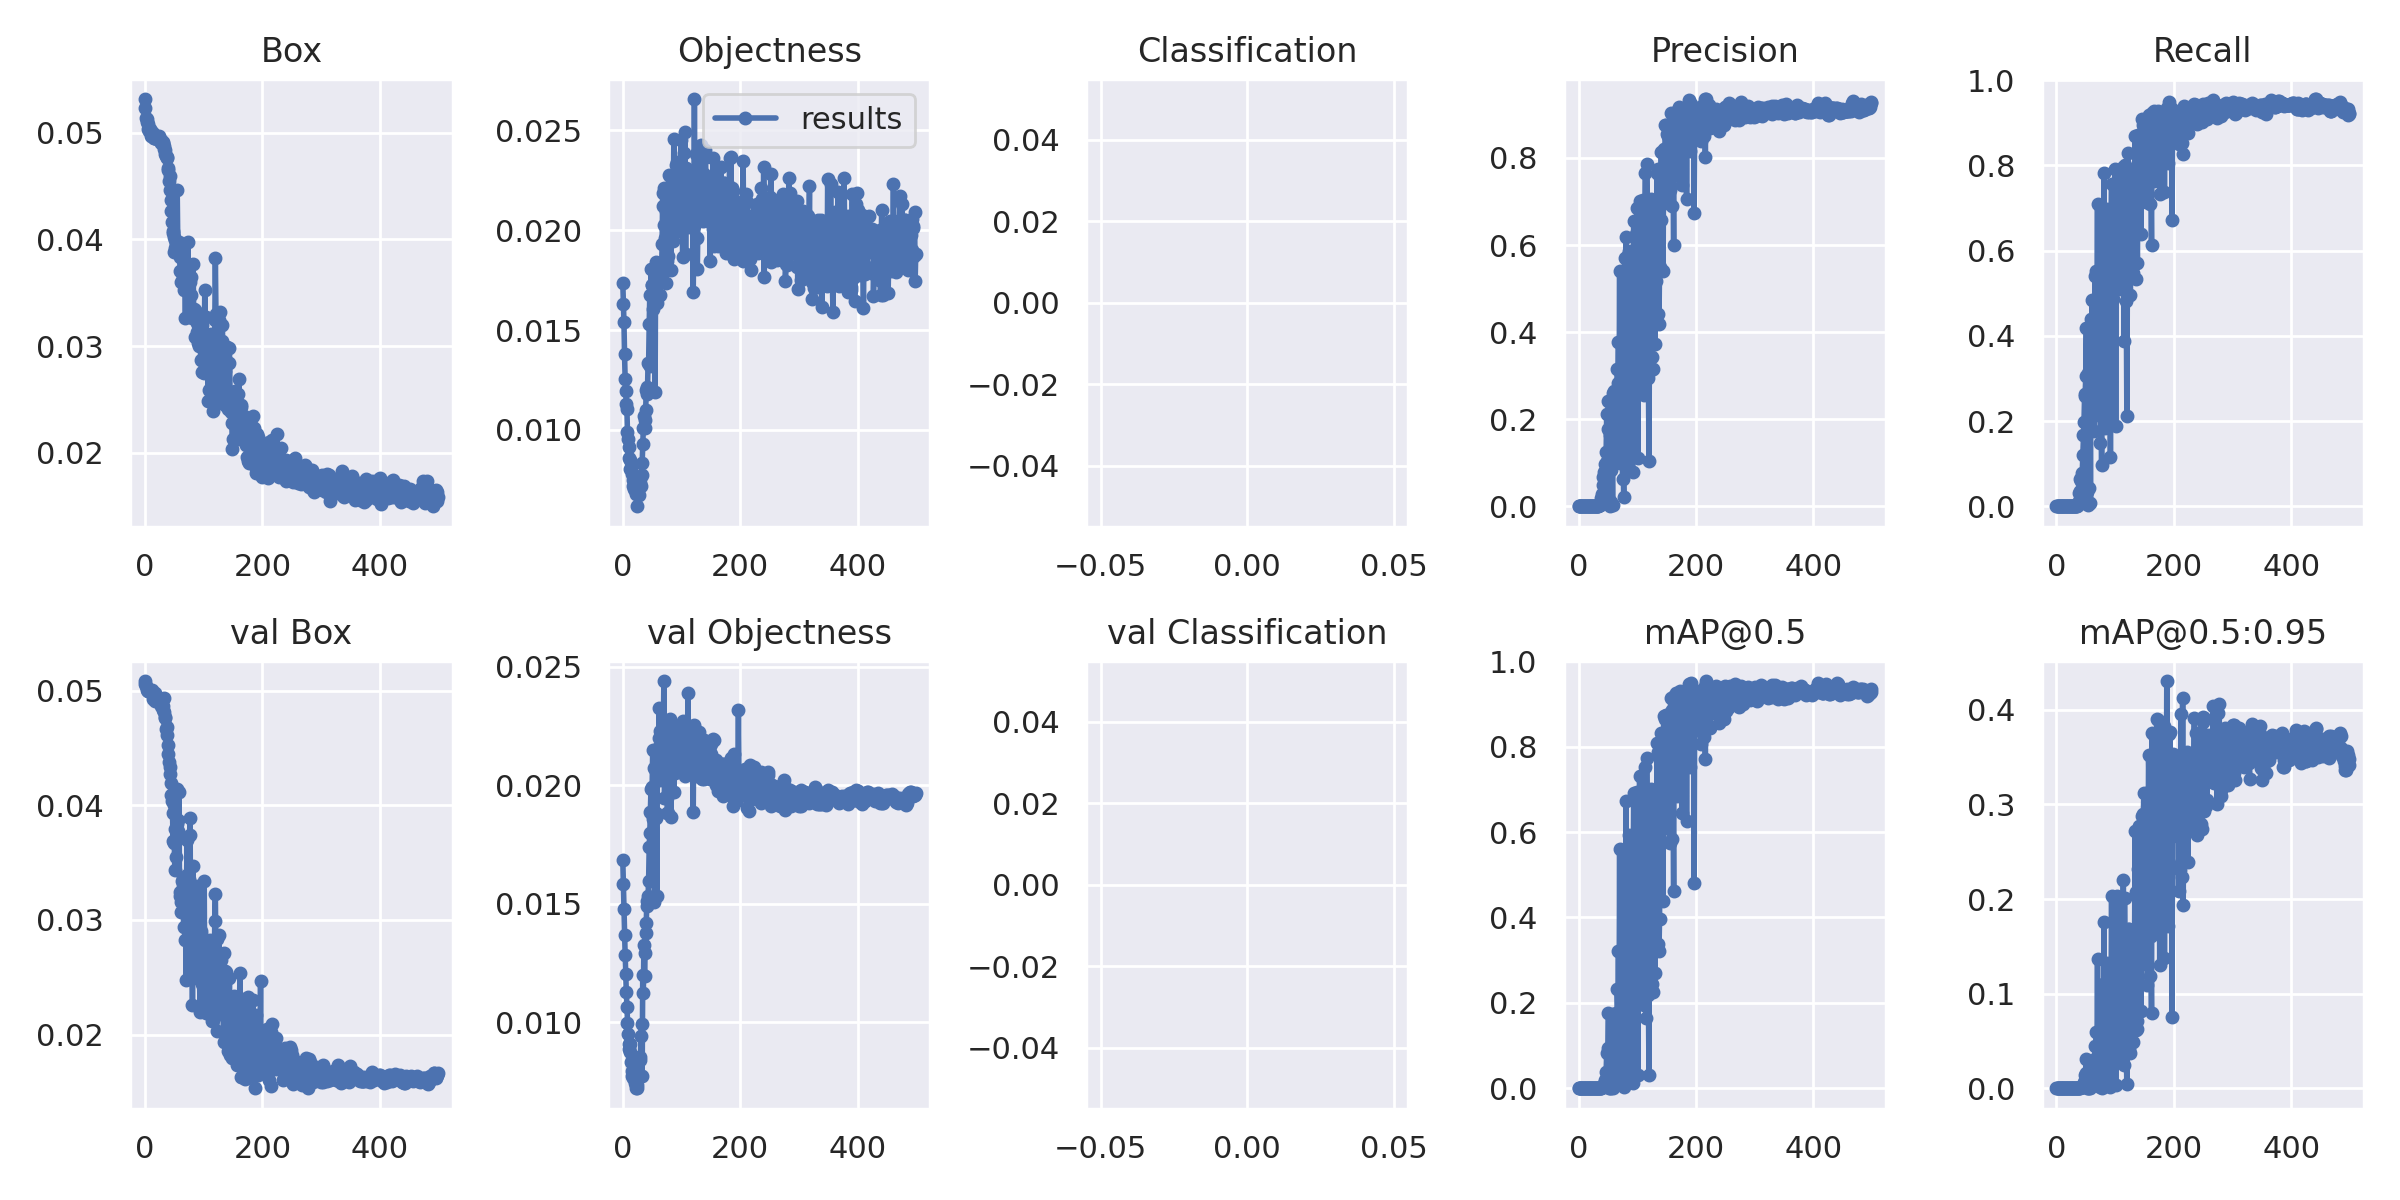 Box
Objectness
Classification
Precision
Recall
0.05
0.04
0.03
0.02
0 200 400
results
0.025
0.020
0.015
0.010
0 200 400
0.04
0.02
0.00
−0.02
−0.04
−0.05 0.00 0.05
0.8
0.6
0.4
0.2
0.0
0 200 400
1.0
0.8
0.6
0.4
0.2
0.0
0 200 400
val Box
val Objectness
val Classification
mAP@0.5
mAP@0.5:0.95
0.05
0.04
0.03
0.02
0 200 400
0.025
0.020
0.015
0.010
0 200 400
0.04
0.02
0.00
−0.02
−0.04
−0.05 0.00 0.05
1.0
0.8
0.6
0.4
0.2
0.0
0 200 400
0.4
0.3
0.2
0.1
0.0
0 200 400